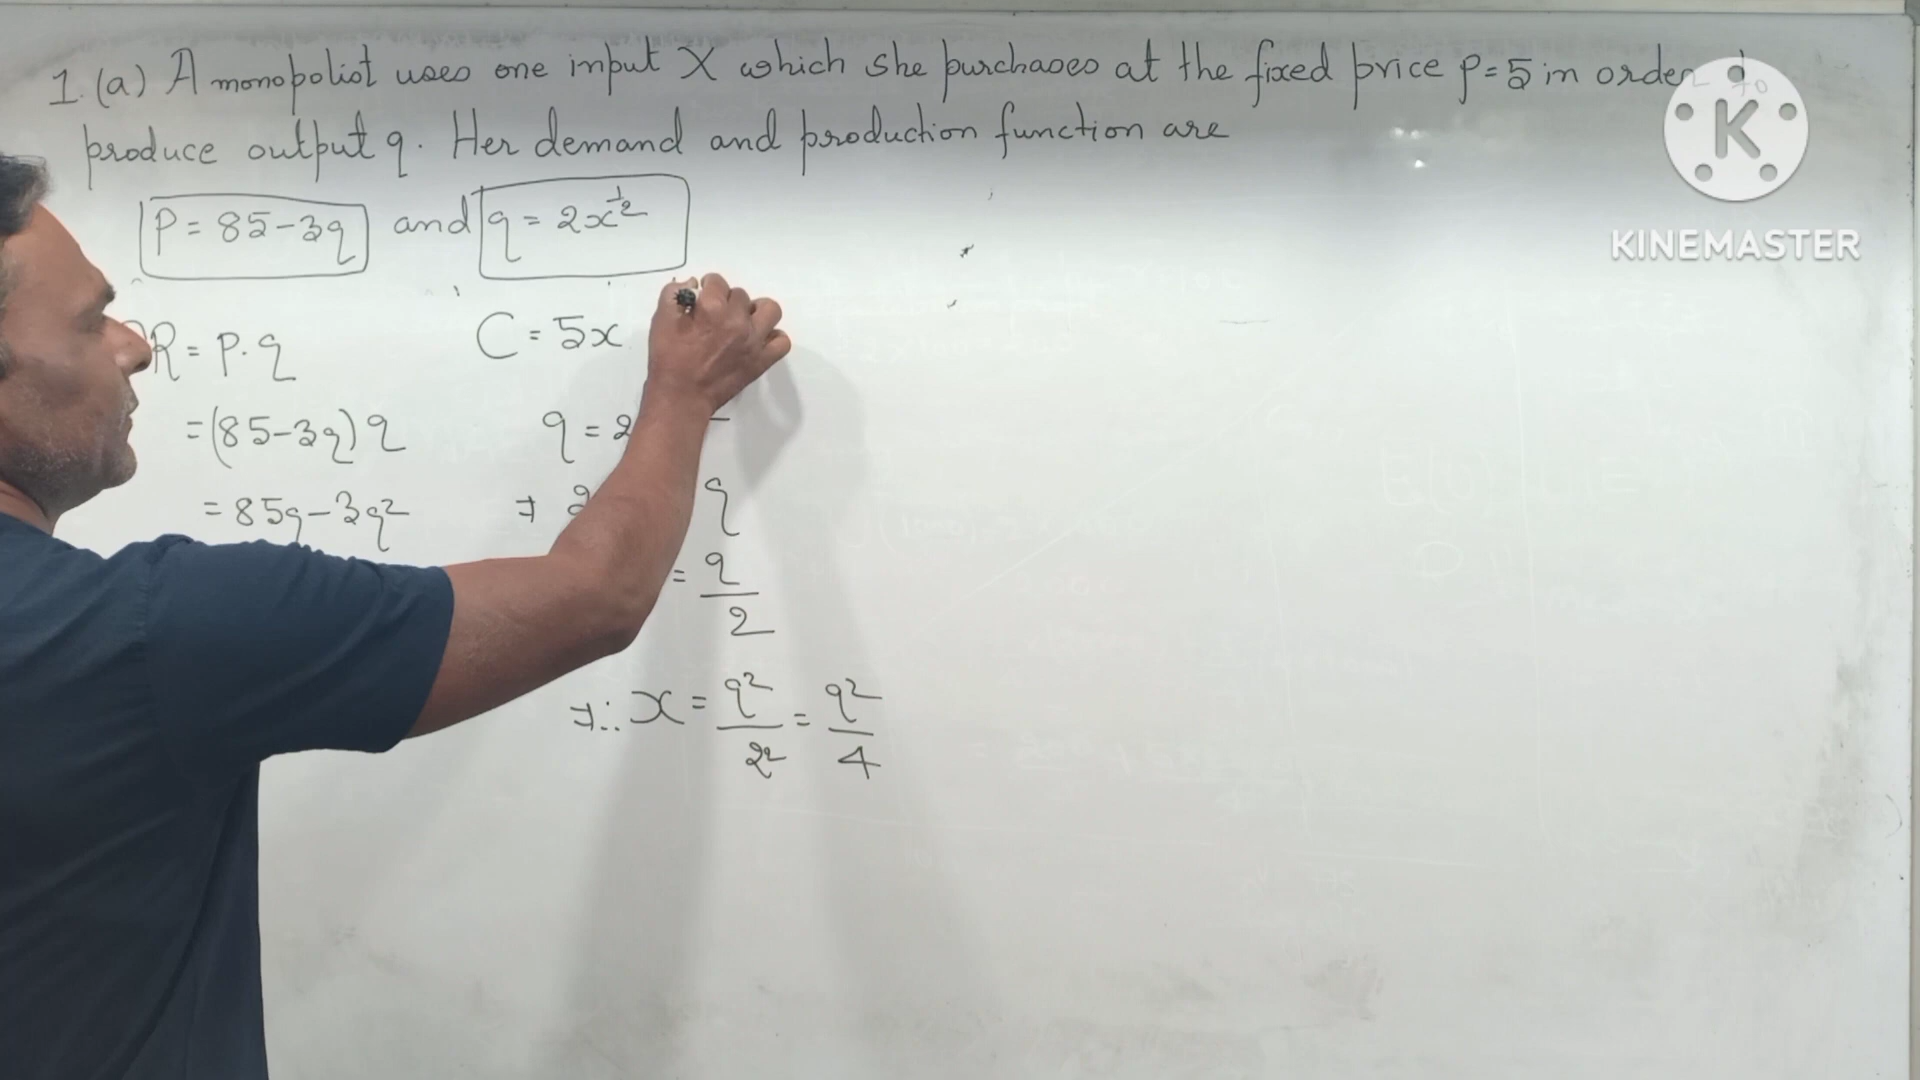 1.(a) A monopolist uses one input X which she purchases at the fixed price p=5 in order to
produce output q. Her demand and production function are
P = 85-3q and q = 2x^1/2
R = P.q C = 5x
=(85-3q)q q = 2
= 85q-3q² ⇒ 2 q
= q/2
⇒∴ x = q²/2² = q²/4
K
KINEMASTER